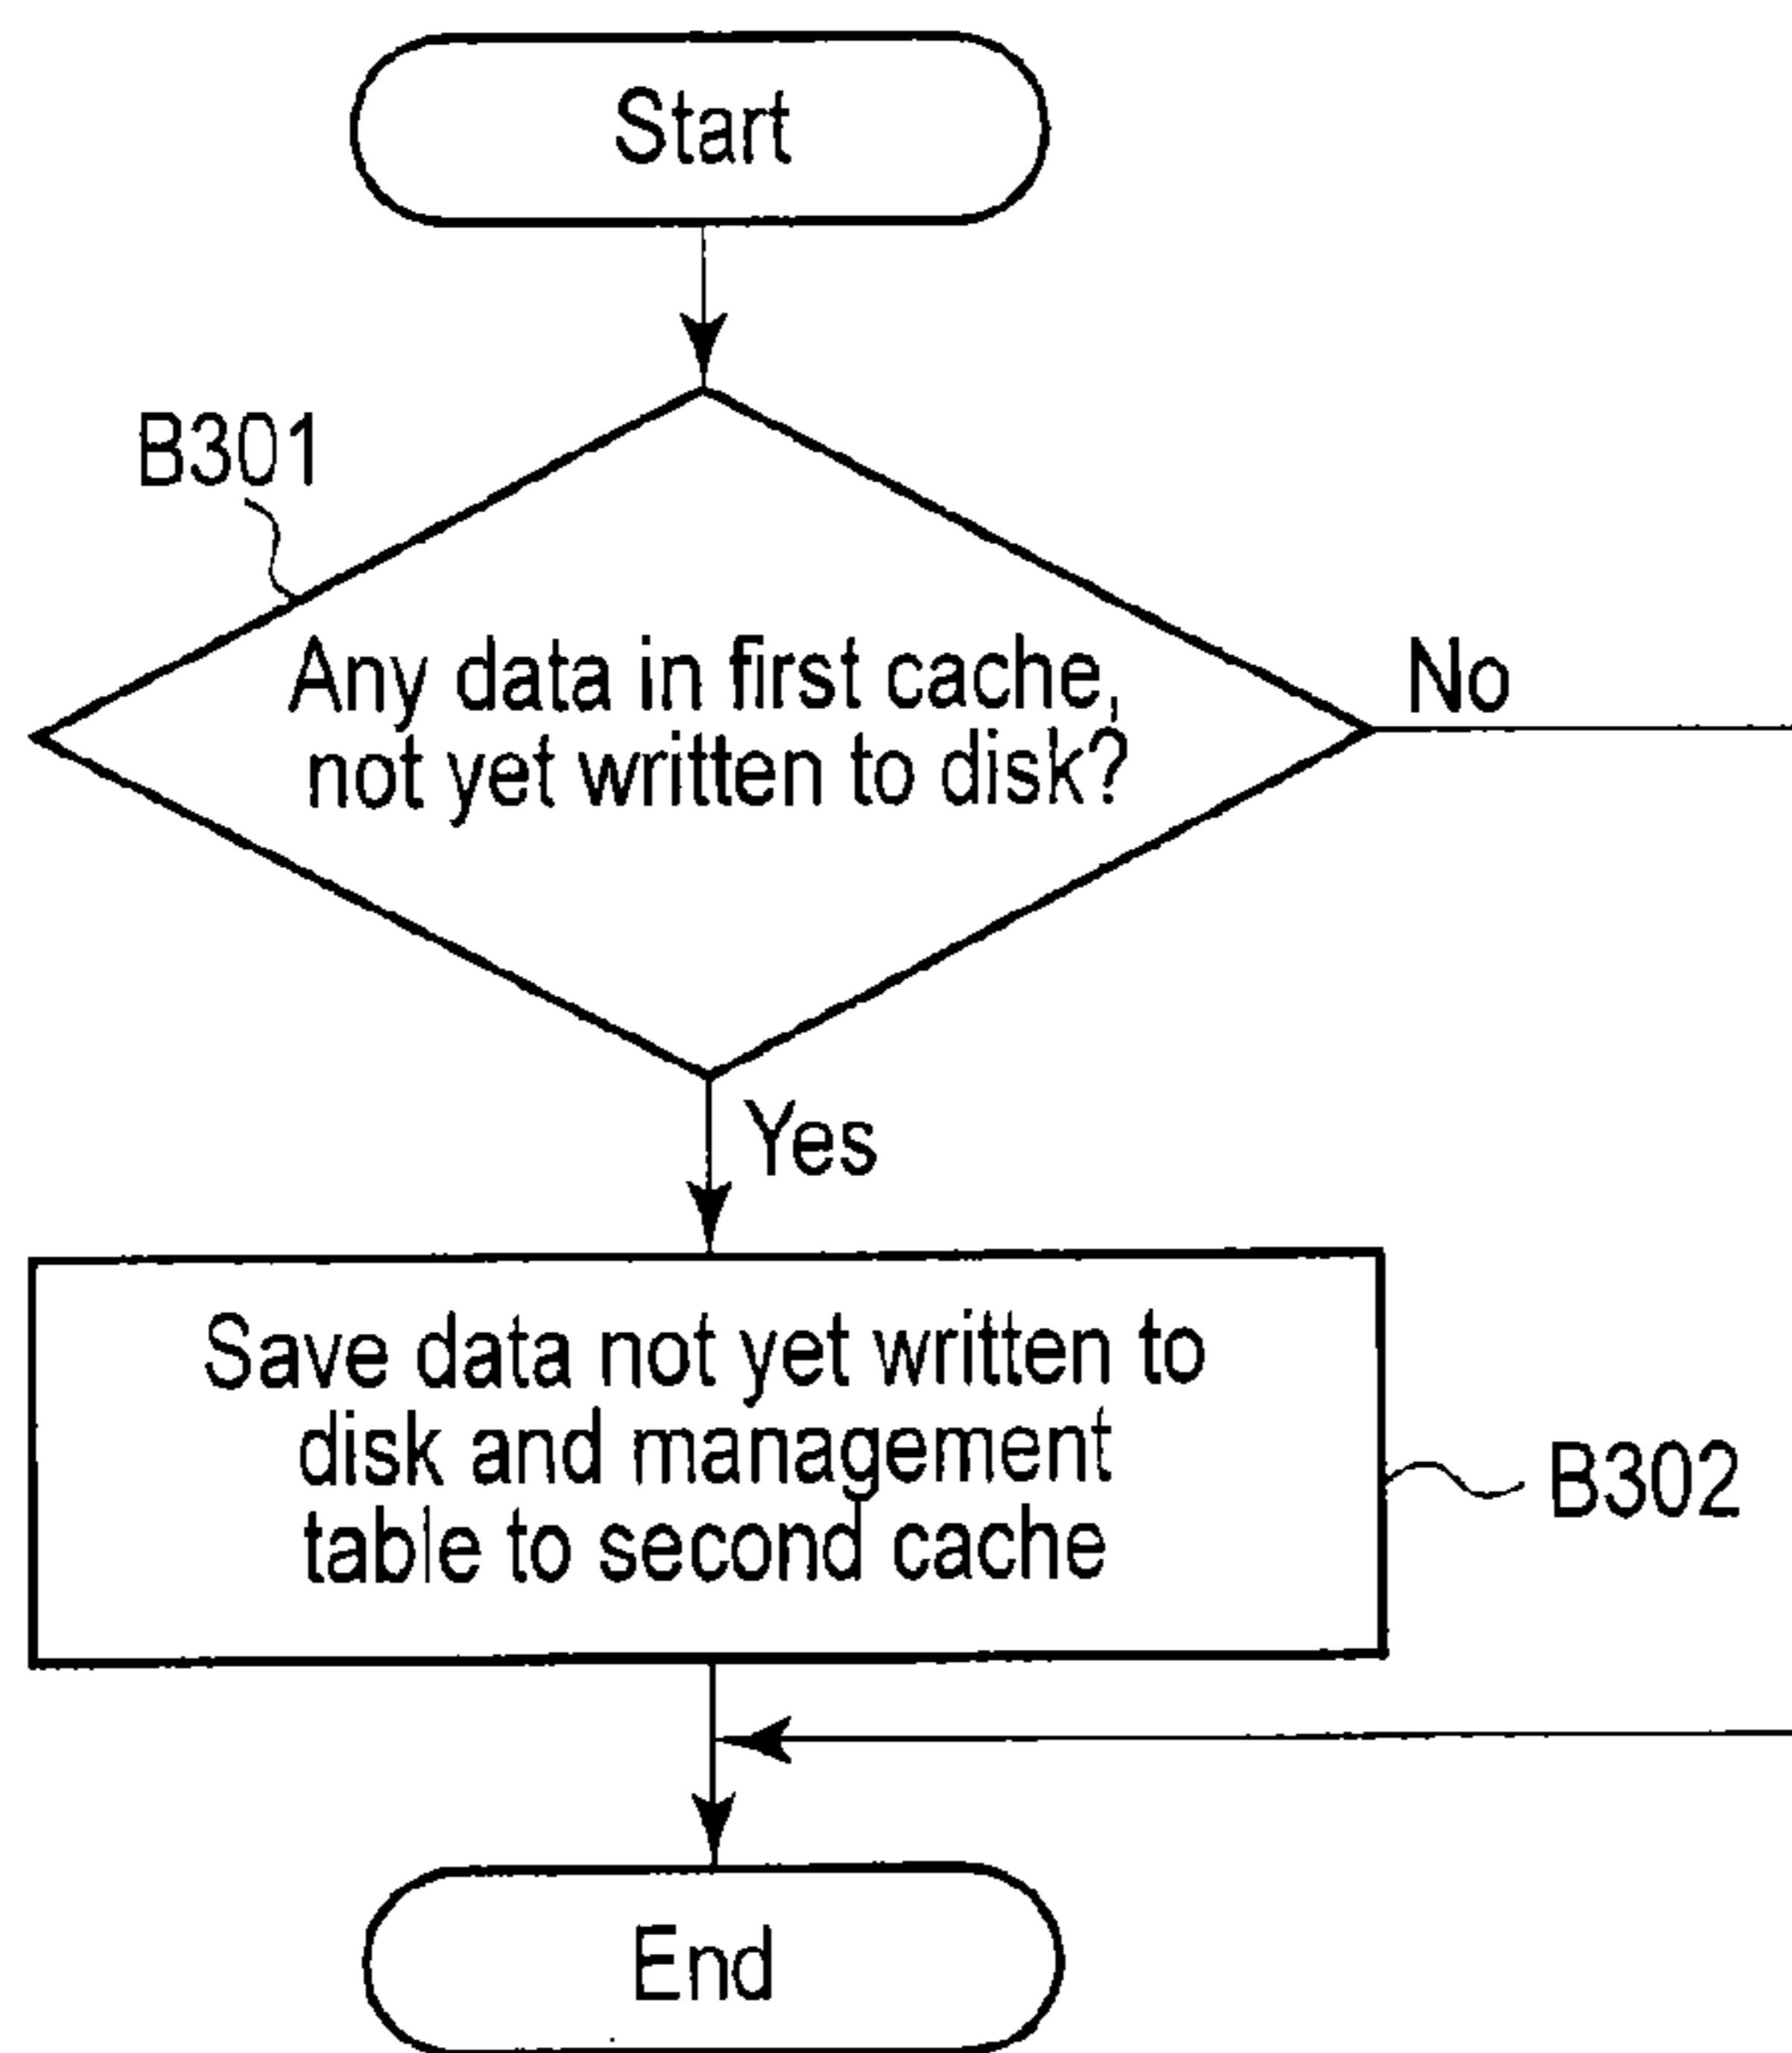 Start
B301
Any data in first cache,
not yet written to disk?
No
Yes
Save data not yet written to
disk and management
table to second cache
B302
End